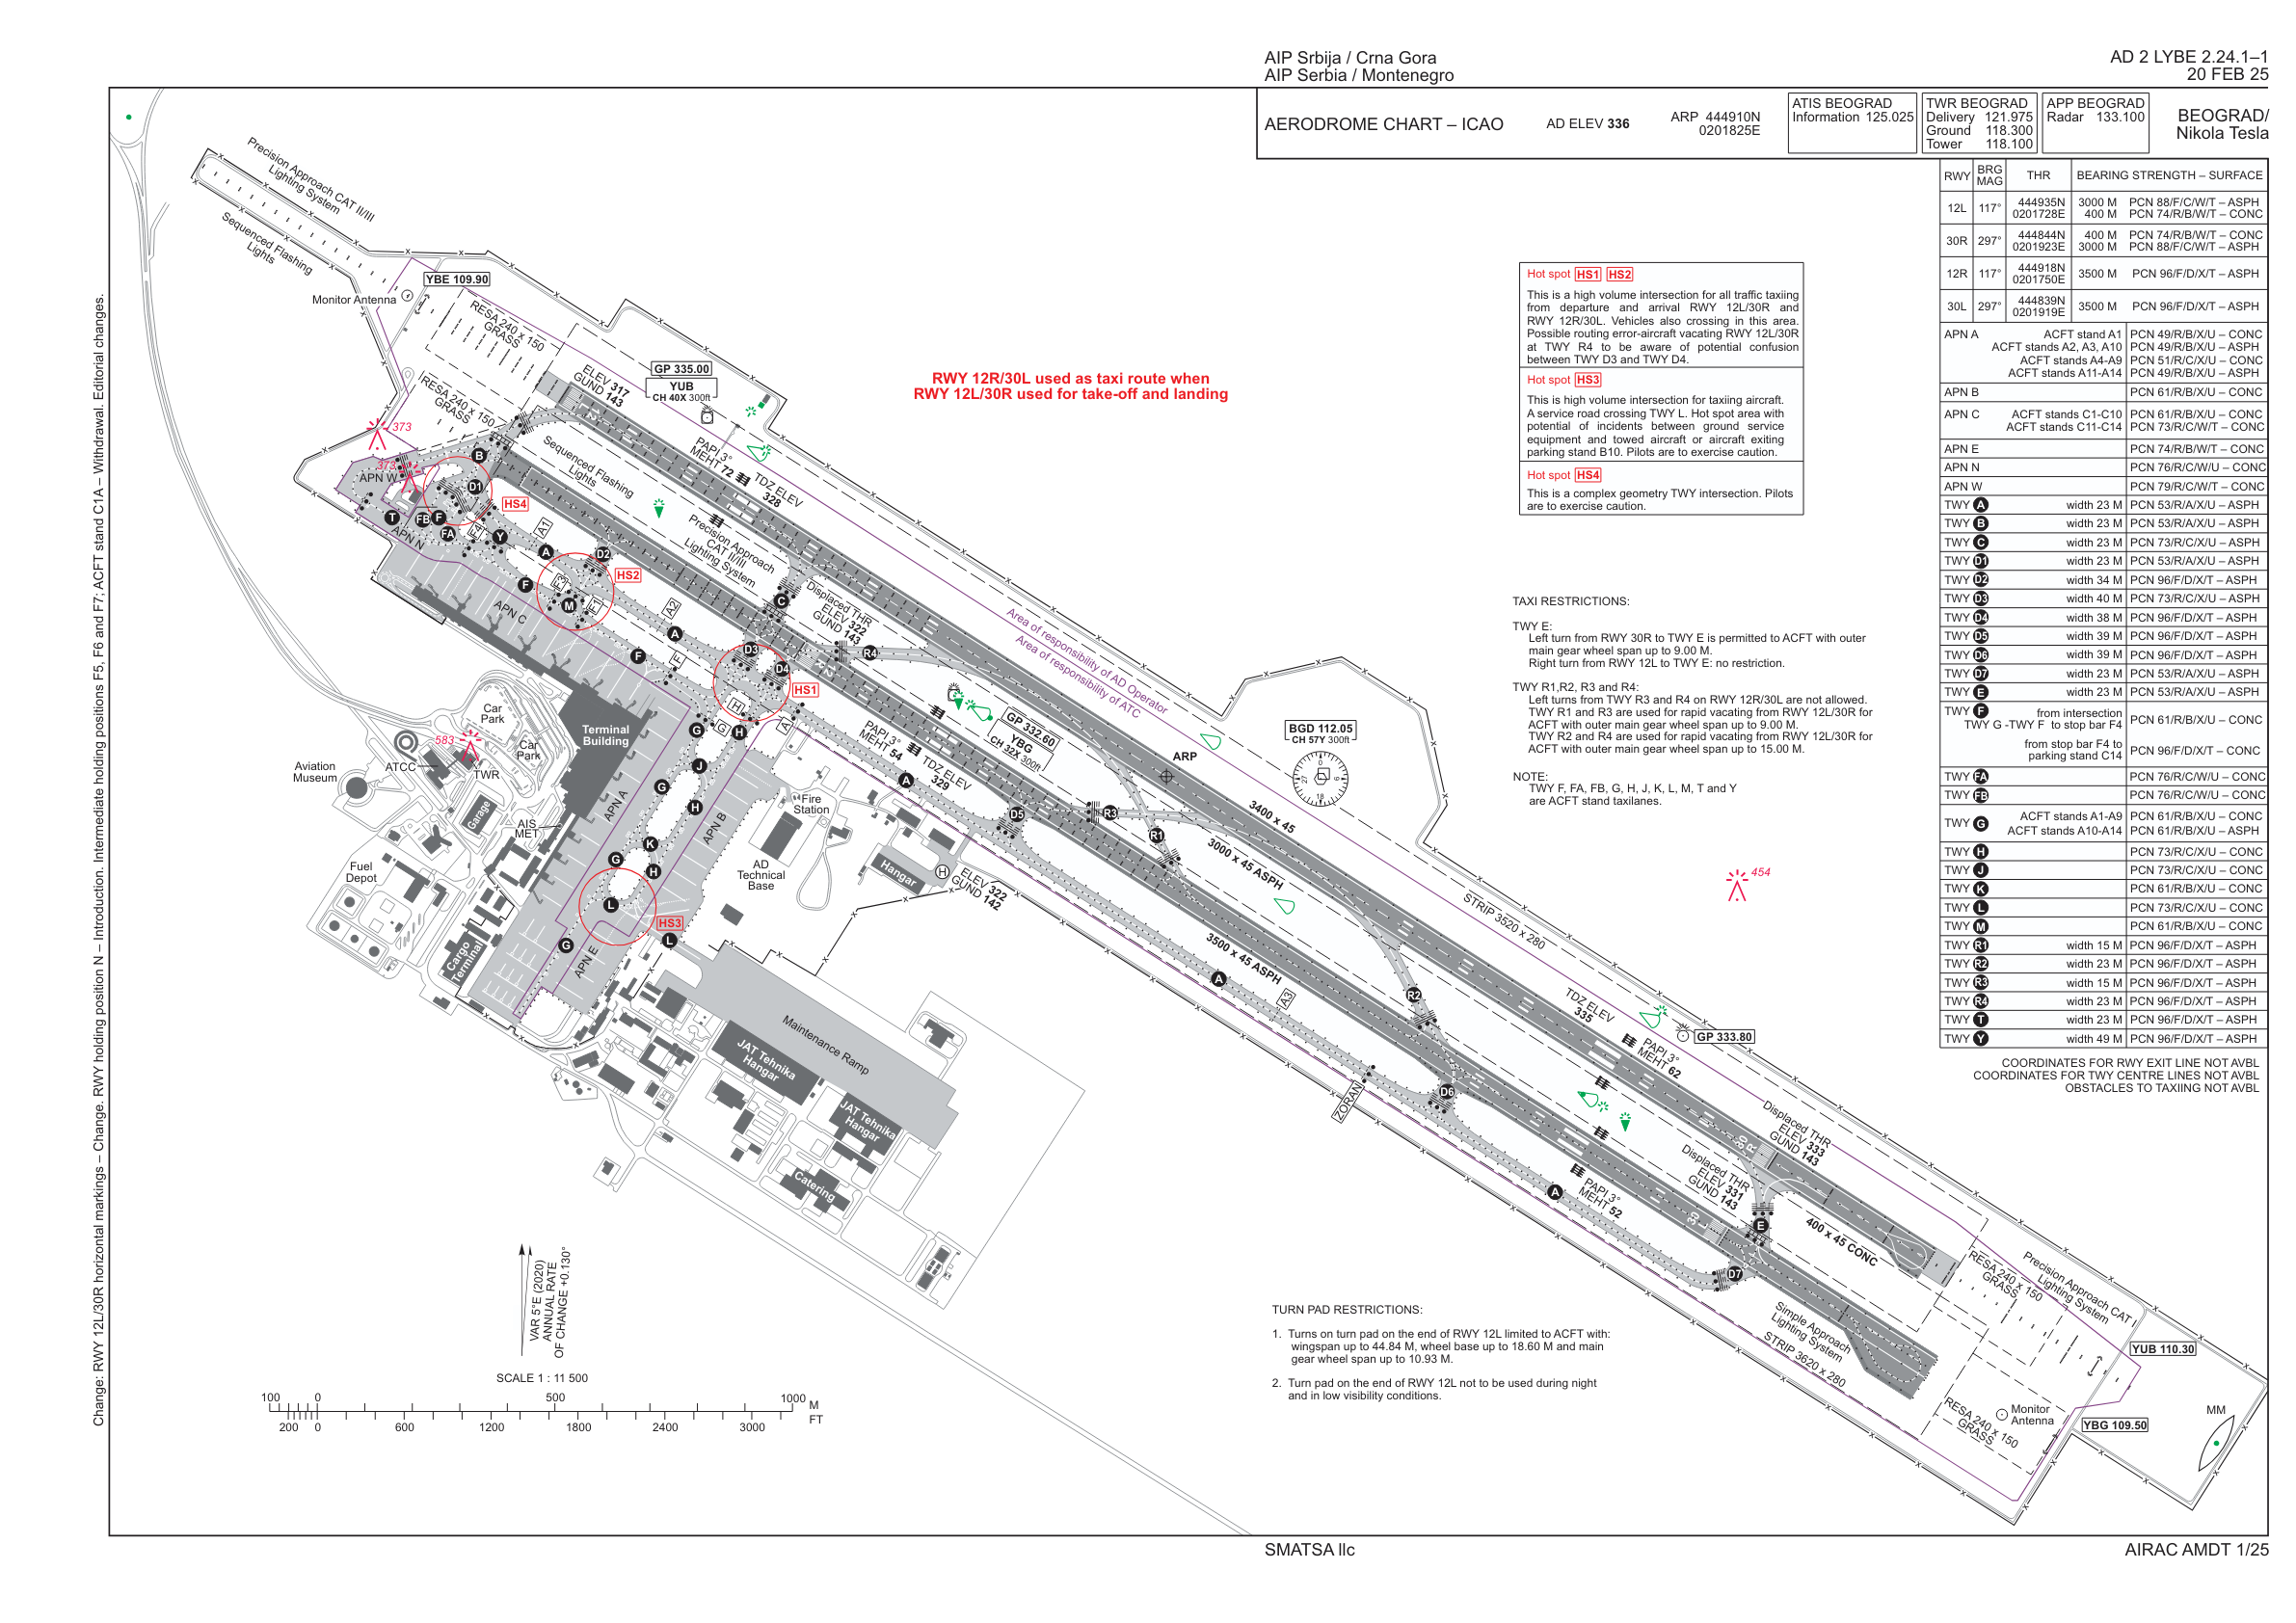 AIP Srbija / Crna Gora
AIP Serbia / Montenegro
AD 2 LYBE 2.24.1–1
20 FEB 25
AERODROME CHART – ICAO
AD ELEV 336
ARP 444910N
0201825E
ATIS BEOGRAD
Information 125.025
TWR BEOGRAD
Delivery 121.975
Ground 118.300
Tower 118.100
APP BEOGRAD
Radar 133.100
BEOGRAD/
Nikola Tesla
RWY BRG MAG THR BEARING STRENGTH – SURFACE
12L 117° 444935N 0201728E 3000 M PCN 88/F/C/W/T – ASPH
400 M PCN 74/R/B/W/T – CONC
30R 297° 444844N 0201923E 400 M PCN 74/R/B/W/T – CONC
3000 M PCN 88/F/C/W/T – ASPH
12R 117° 444918N 0201750E 3500 M PCN 96/F/D/X/T – ASPH
30L 297° 444839N 0201919E 3500 M PCN 96/F/D/X/T – ASPH
APN A ACFT stand A1 PCN 49/R/B/X/U – CONC
ACFT stands A2, A3, A10 PCN 49/R/B/X/U – ASPH
ACFT stands A4-A9 PCN 51/R/C/X/U – CONC
ACFT stands A11-A14 PCN 49/R/B/X/U – ASPH
APN B PCN 61/R/B/X/U – CONC
APN C ACFT stands C1-C10 PCN 61/R/B/X/U – CONC
ACFT stands C11-C14 PCN 73/R/C/W/T – CONC
APN E PCN 74/R/B/W/T – CONC
APN N PCN 76/R/C/W/U – CONC
APN W PCN 79/R/C/W/T – CONC
TWY A width 23 M PCN 53/R/A/X/U – ASPH
TWY B width 23 M PCN 53/R/A/X/U – ASPH
TWY C width 23 M PCN 73/R/C/W/T – ASPH
TWY D1 width 23 M PCN 53/R/A/X/U – ASPH
TWY D2 width 34 M PCN 96/F/D/X/T – ASPH
TWY D3 width 40 M PCN 73/R/C/X/U – ASPH
TWY D4 width 38 M PCN 96/F/D/X/T – ASPH
TWY D5 width 39 M PCN 96/F/D/X/T – ASPH
TWY D6 width 39 M PCN 96/F/D/X/T – ASPH
TWY D7 width 23 M PCN 53/R/A/X/U – ASPH
TWY E width 23 M PCN 53/R/A/X/U – ASPH
TWY F from intersection
TWY G -TWY F to stop bar F4 PCN 61/R/B/X/U – CONC
from stop bar F4 to
parking stand C14 PCN 96/F/D/X/T – CONC
TWY FA PCN 76/R/C/W/U – CONC
TWY FB PCN 76/R/C/W/U – CONC
TWY G ACFT stands A1-A9 PCN 61/R/B/X/U – CONC
ACFT stands A10-A14 PCN 61/R/B/X/U – ASPH
TWY H PCN 73/R/C/X/U – CONC
TWY J PCN 73/R/C/X/U – CONC
TWY K PCN 61/R/B/X/U – CONC
TWY L PCN 73/R/C/X/U – CONC
TWY M PCN 61/R/B/X/U – CONC
TWY R1 width 15 M PCN 96/F/D/X/T – ASPH
TWY R2 width 23 M PCN 96/F/D/X/T – ASPH
TWY R3 width 15 M PCN 96/F/D/X/T – ASPH
TWY R4 width 23 M PCN 96/F/D/X/T – ASPH
TWY T width 23 M PCN 96/F/D/X/T – ASPH
TWY Y width 49 M PCN 96/F/D/X/T – ASPH
COORDINATES FOR RWY EXIT LINE NOT AVBL
COORDINATES FOR TWY CENTRE LINES NOT AVBL
OBSTACLES TO TAXIING NOT AVBL
Hot spot HS1 HS2
This is a high volume intersection for all traffic taxiing
from departure and arrival RWY 12L/30R and
RWY 12R/30L. Vehicles also crossing in this area.
Possible routing error-aircraft vacating RWY 12L/30R
at TWY R4 to be aware of potential confusion
between TWY D3 and TWY D4.
Hot spot HS3
This is high volume intersection for taxiing aircraft.
A service road crossing TWY L. Hot spot area with
potential of incidents between ground service
equipment and towed aircraft or aircraft exiting
parking stand B10. Pilots are to exercise caution.
Hot spot HS4
This is a complex geometry TWY intersection. Pilots
are to exercise caution.
RWY 12R/30L used as taxi route when
RWY 12L/30R used for take-off and landing
TAXI RESTRICTIONS:
TWY E:
Left turn from RWY 30R to TWY E is permitted to ACFT with outer
main gear wheel span up to 9.00 M.
Right turn from RWY 12L to TWY E: no restriction.
TWY R1,R2, R3 and R4:
Left turns from TWY R3 and R4 on RWY 12R/30L are not allowed.
TWY R1 and R3 are used for rapid vacating from RWY 12L/30R for
ACFT with outer main gear wheel span up to 9.00 M.
TWY R2 and R4 are used for rapid vacating from RWY 12L/30R for
ACFT with outer main gear wheel span up to 15.00 M.
NOTE:
TWY F, FA, FB, G, H, J, K, L, M, T and Y
are ACFT stand taxilanes.
Precision Approach CAT II/III
Lighting System
Sequenced Flashing
Lights
Monitor Antenna
YBE 109.90
RESA 240 x 150
GRASS
RESA 240 x 150
GRASS
ELEV 317
GUND 143
GP 335.00
YUB
CH 40X 300ft
373
373
12
PAPI 3°
MEHT 72
TDZ ELEV
328
Sequenced Flashing
Lights
Precision Approach
CAT II/III
Lighting System
Displaced THR
ELEV 322
GUND 143
Area of responsibility of AD Operator
Area of responsibility of ATC
APN W
APN N
APN C
B
D1
HS4
T
FB
F
FA
F4
Y
A1
A
D2
HS2
F
F3
M
F1
A2
A
C
F
F
D3
D4
R4
12
HS1
H
A
G
G
H
J
G
H
K
G
H
L
HS3
L
G
APN A
APN B
APN E
583
Terminal
Building
Car
Park
Car
Park
ATCC
TWR
Aviation
Museum
Garage
AIS
MET
Fuel
Depot
Cargo
Terminal
Fire
Station
AD
Technical
Base
Hangar
H
ELEV 322
GUND 142
PAPI 3°
MEHT 54
TDZ ELEV
329
A
D5
GP 332.60
YBG
CH 32X 300ft
R3
R1
ARP
BGD 112.05
CH 57Y 300ft
0
9
18
27
3400 x 45
3000 x 45 ASPH
3500 x 45 ASPH
STRIP 3520 x 280
454
A
A3
R2
TDZ ELEV
335
PAPI 3°
MEHT 62
GP 333.80
ZORAN
D6
A
PAPI 3°
MEHT 52
Displaced THR
ELEV 333
GUND 143
Displaced THR
ELEV 331
GUND 143
30
R
30
E
D7
400 x 45 CONC
Simple Approach
Lighting System
STRIP 3620 x 280
RESA 240 x 150
GRASS
Precision Approach CAT I
Lighting System
RESA 240 x 150
GRASS
Monitor
Antenna
YUB 110.30
YBG 109.50
MM
Maintenance Ramp
JAT Tehnika
Hangar
JAT Tehnika
Hangar
Catering
VAR 5°E (2020)
ANNUAL RATE
OF CHANGE +0.130°
SCALE 1 : 11 500
100 0 500 1000 M
200 0 600 1200 1800 2400 3000 FT
TURN PAD RESTRICTIONS:
1. Turns on turn pad on the end of RWY 12L limited to ACFT with:
wingspan up to 44.84 M, wheel base up to 18.60 M and main
gear wheel span up to 10.93 M.
2. Turn pad on the end of RWY 12L not to be used during night
and in low visibility conditions.
Change: RWY 12L/30R horizontal markings – Change. RWY holding position N – Introduction. Intermediate holding positions F5, F6 and F7; ACFT stand C1A – Withdrawal. Editorial changes.
SMATSA llc
AIRAC AMDT 1/25